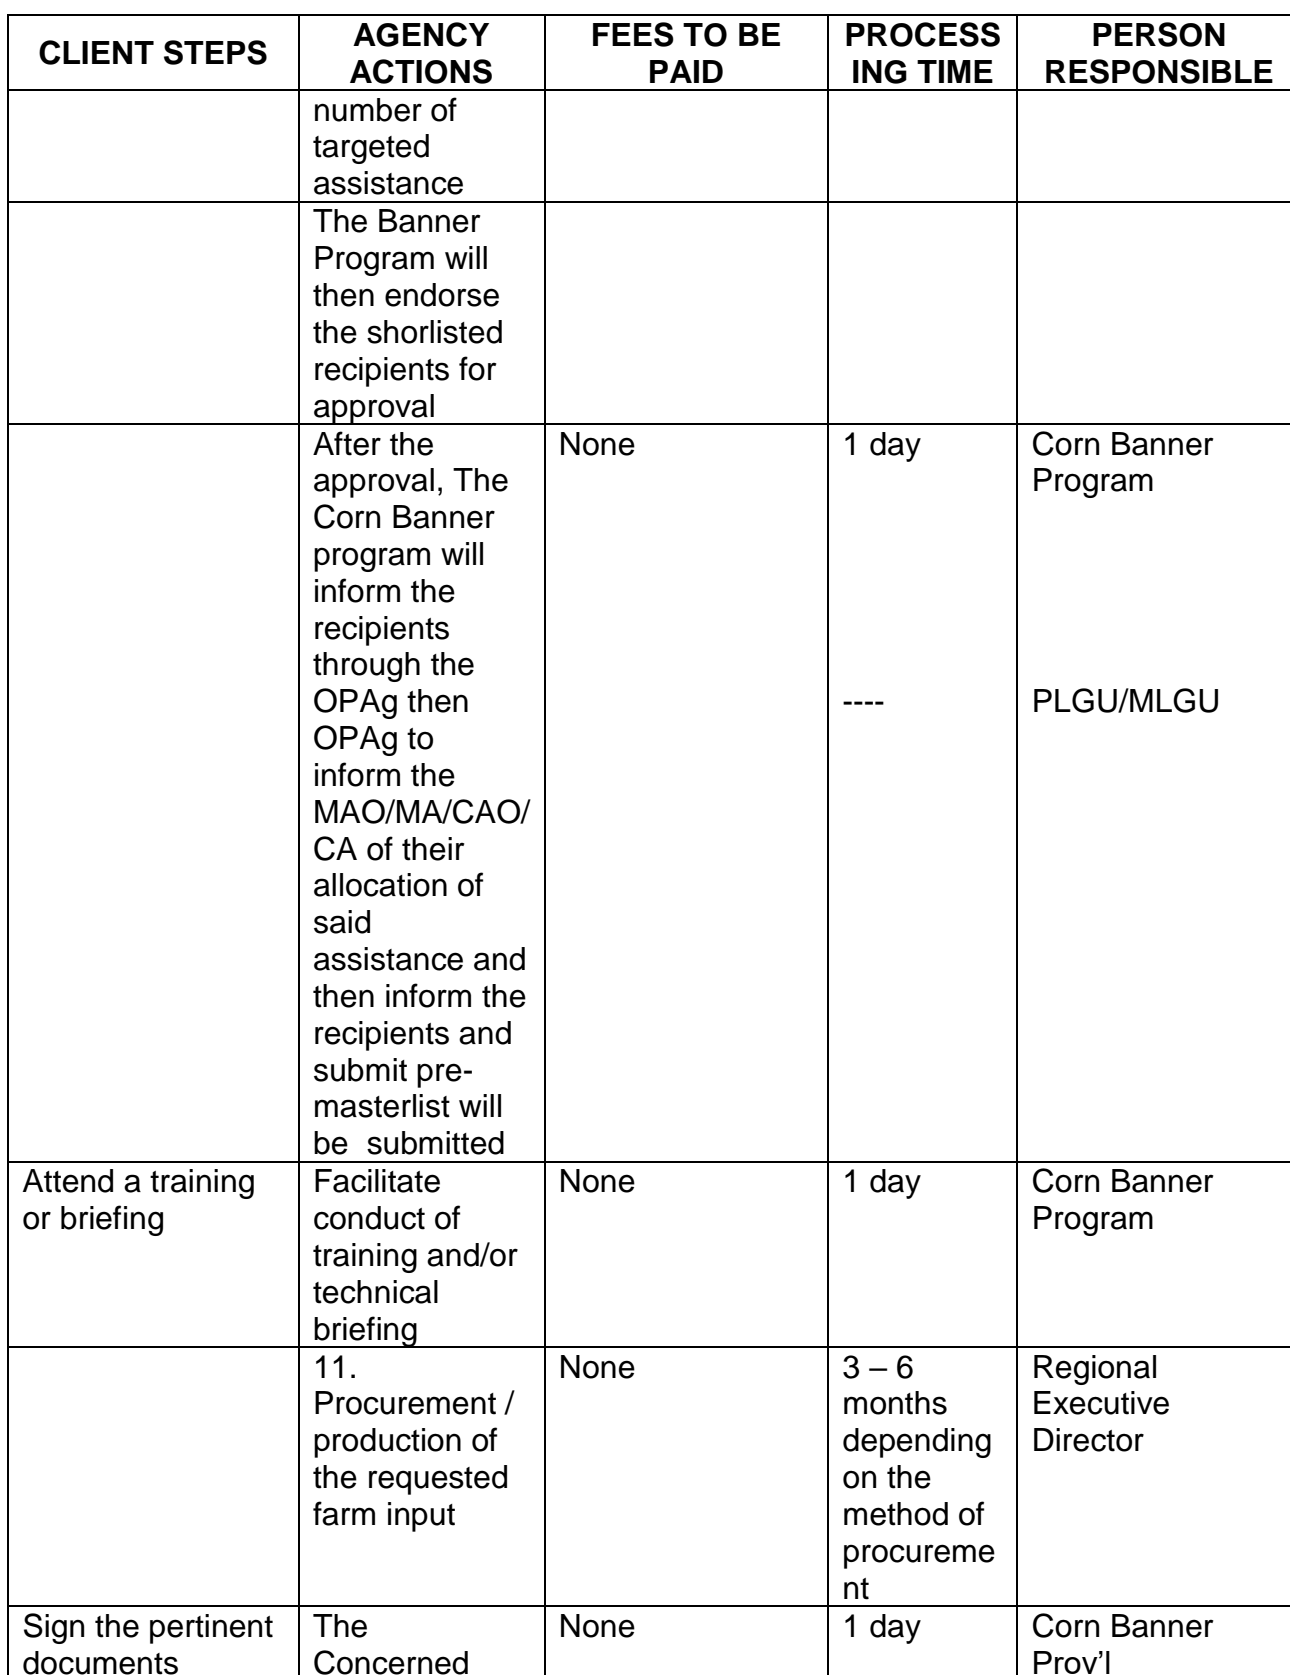 CLIENT STEPS
AGENCY
ACTIONS
FEES TO BE
PAID
PROCESS
ING TIME
PERSON
RESPONSIBLE
number of
targeted
assistance
The Banner
Program will
then endorse
the shorlisted
recipients for
approval
After the
approval, The
Corn Banner
program will
inform the
recipients
through the
OPAg then
OPAg to
inform the
MAO/MA/CAO/
CA of their
allocation of
said
assistance and
then inform the
recipients and
submit pre-
masterlist will
be  submitted
None
1 day
----
Corn Banner
Program
PLGU/MLGU
Attend a training
or briefing
Facilitate
conduct of
training and/or
technical
briefing
None
1 day
Corn Banner
Program
11.
Procurement /
production of
the requested
farm input
None
3 – 6
months
depending
on the
method of
procureme
nt
Regional
Executive
Director
Sign the pertinent
documents
The
Concerned
None
1 day
Corn Banner
Prov’l